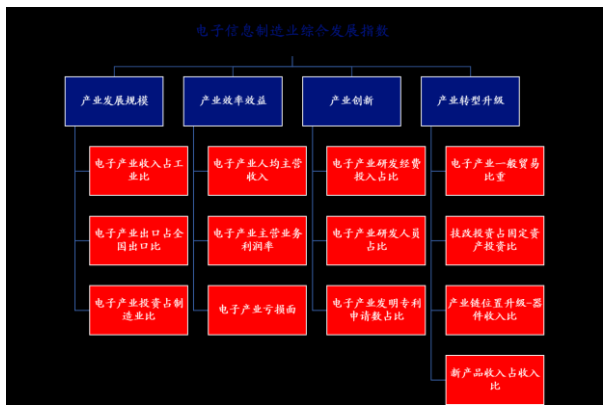 电子信息制造业综合发展指数
产业发展规模
产业效率效益
产业创新
产业转型升级
电子产业收入占工
业比
电子产业人均主营
收入
电子产业研发经费
投入占比
电子产业一般贸易
比重
电子产业出口占全
国出口比
电子产业主营业务
利润率
电子产业研发人员
占比
技改投资占固定资
产投资比
电子产业投资占制
造业比
电子产业亏损面
电子产业发明专利
申请数占比
产业链位置升级-器
件收入比
新产品收入占收入
比